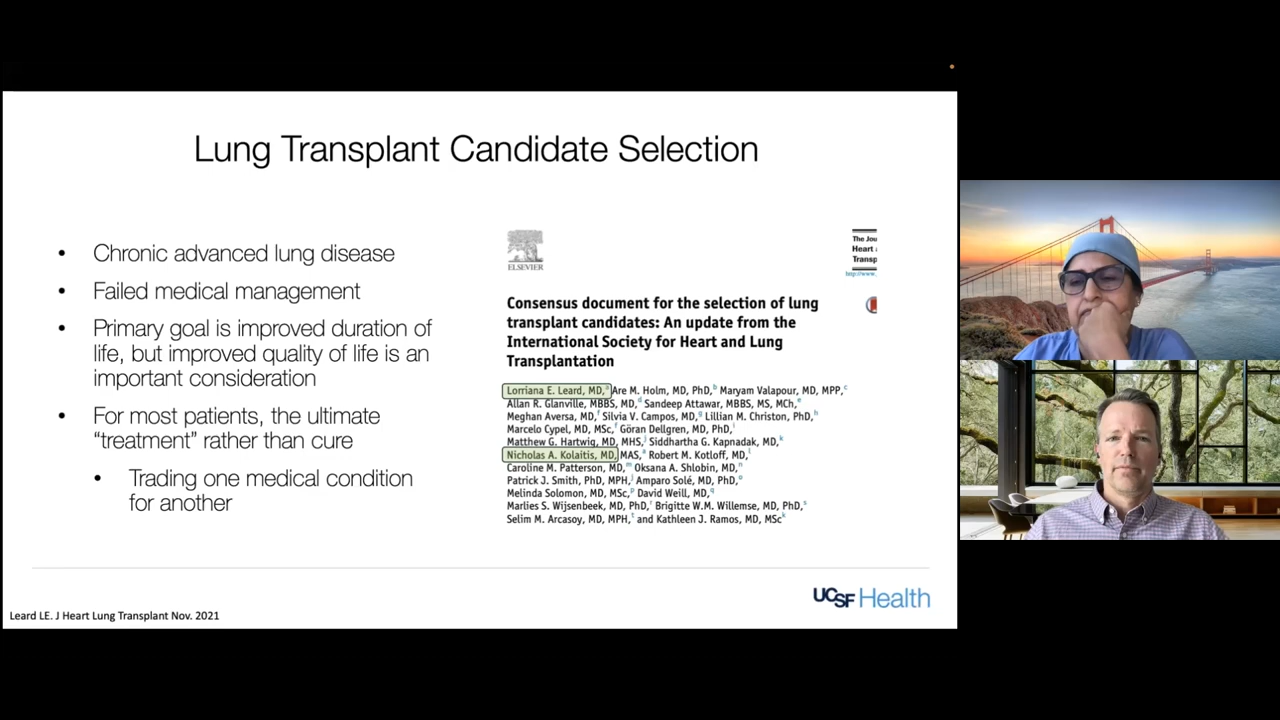 Lung Transplant Candidate Selection
• Chronic advanced lung disease
• Failed medical management
• Primary goal is improved duration of
life, but improved quality of life is an
important consideration
• For most patients, the ultimate
“treatment” rather than cure
• Trading one medical condition
for another
ELSEVIER
The Jou
Heart
Transp
http://www.
Consensus document for the selection of lung
transplant candidates: An update from the
International Society for Heart and Lung
Transplantation
Lorriana E. Leard, MD,a Are M. Holm, MD, PhD,b Maryam Valapour, MD, MPP,c
Allan R. Glanville, MBBS, MD,d Sandeep Attawar, MBBS, MS, MCh,e
Meghan Aversa, MD,f Silvia V. Campos, MD,g Lillian M. Christon, PhD,h
Marcelo Cypel, MD, MSc,f Göran Dellgren, MD, PhD,i
Matthew G. Hartwig, MD, MHS,j Siddhartha G. Kapnadak, MD,k
Nicholas A. Kolaitis, MD, MAS,a Robert M. Kotloff, MD,l
Caroline M. Patterson, MD,m Oksana A. Shlobin, MD,n
Patrick J. Smith, PhD, MPH,j Amparo Solé, MD, PhD,o
Melinda Solomon, MD, MSc,p David Weill, MD,q
Marlies S. Wijsenbeek, MD, PhD,r Brigitte W.M. Willemse, MD, PhD,s
Selim M. Arcasoy, MD, MPH,t and Kathleen J. Ramos, MD, MSck
UCSF Health
Leard LE. J Heart Lung Transplant Nov. 2021